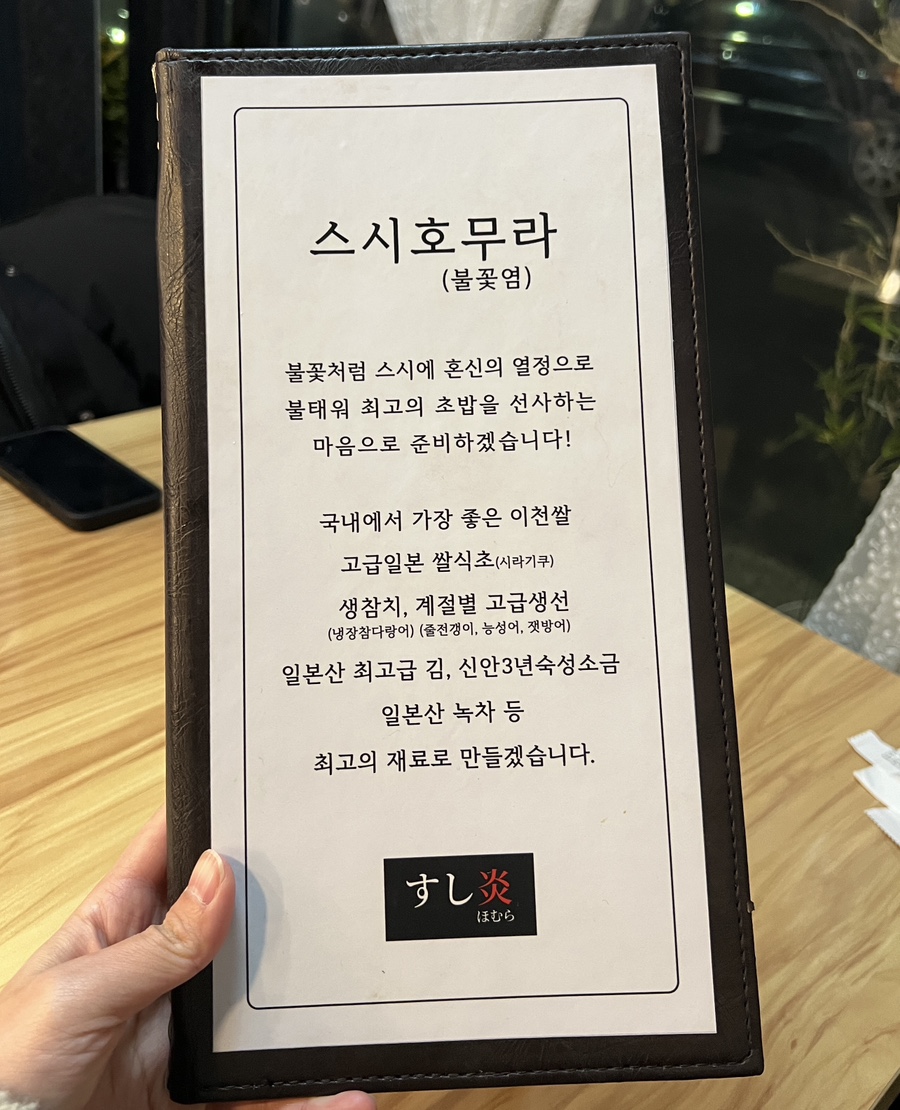 스시호무라
(불꽃염)
불꽃처럼 스시에 혼신의 열정으로
불태워 최고의 초밥을 선사하는
마음으로 준비하겠습니다!
국내에서 가장 좋은 이천쌀
고급일본 쌀식초(시라기쿠)
생참치, 계절별 고급생선
(냉장참다랑어) (줄전갱이, 능성어, 잿방어)
일본산 최고급 김, 신안3년숙성소금
일본산 녹차 등
최고의 재료로 만들겠습니다.
すし炎
ほむら